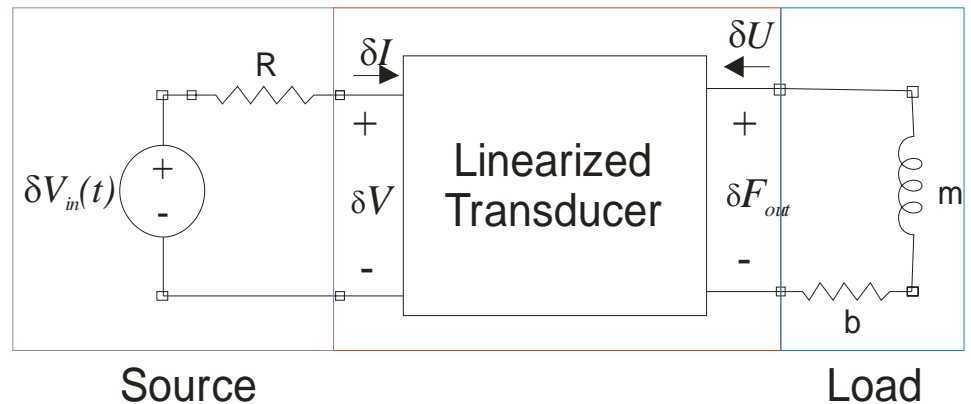 δI
δU
R
+
+
+
Linearized
Transducer
δV_in(t)
-
δV
δF_out
m
-
-
b
Source
Load